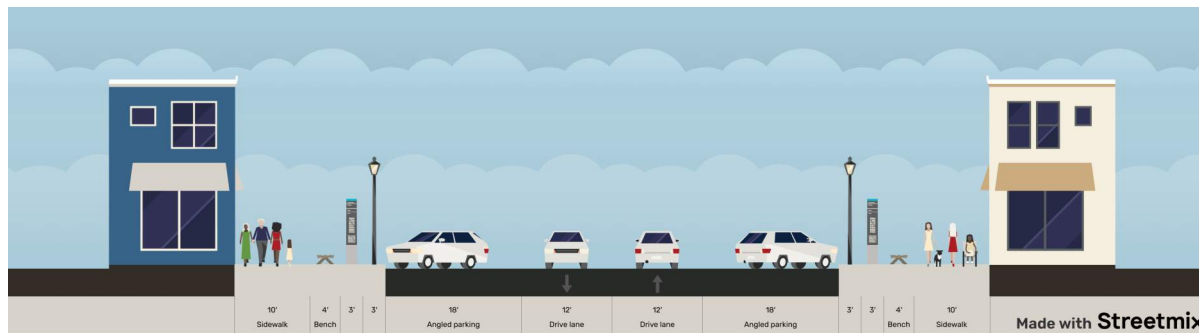 10' 4' 3' 3' 18' 12' 12' 18' 3' 3' 4' 10'
Sidewalk Bench Angled parking Drive lane Drive lane Angled parking Bench Sidewalk
Made with Streetmix